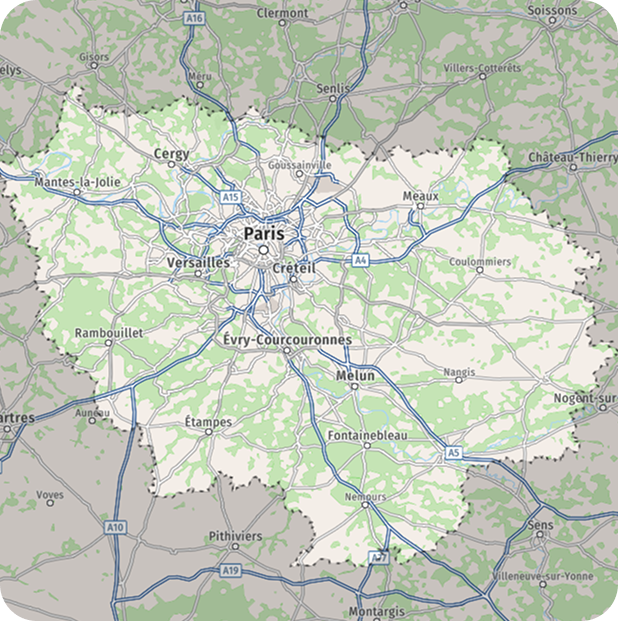 A16
Clermont
Soissons
Gisors
elys
Méru
Villers-Cotterêts
Senlis
Cergy
Goussainville
Château-Thierry
Mantes-la-Jolie
A15
Meaux
Paris
Versailles
Créteil
A4
Coulommiers
Rambouillet
Évry-Courcouronnes
Melun
Nangis
Nogent-sur-
artres
Auneau
Étampes
Fontainebleau
A5
Voves
Nemours
A10
Sens
Pithiviers
A19
Villeneuve-sur-Yonne
Montargis